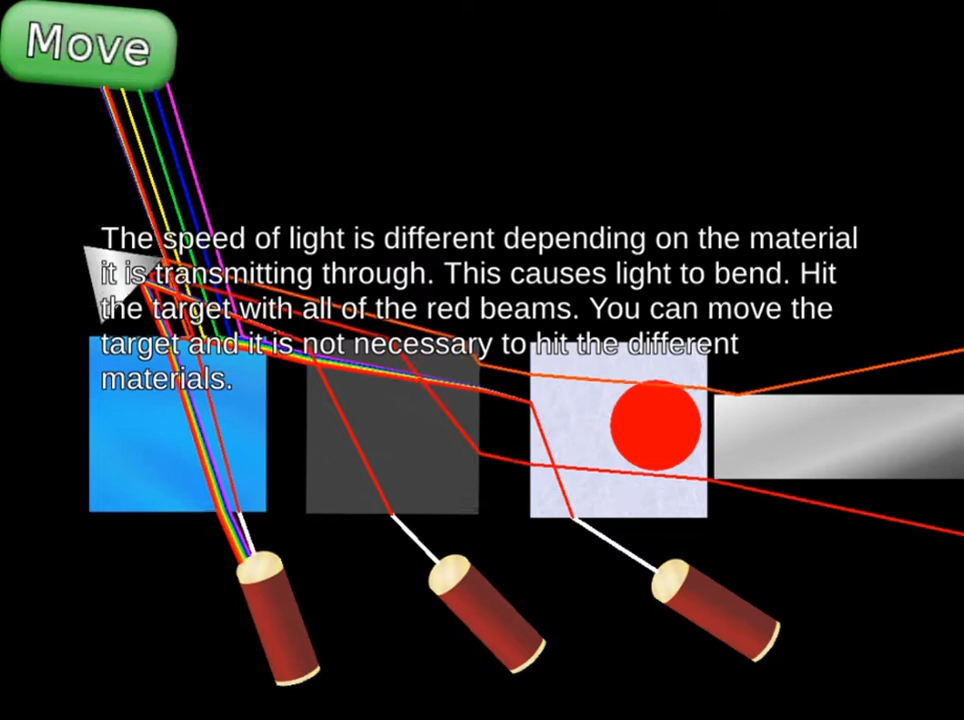 Move
The speed of light is different depending on the material
it is transmitting through. This causes light to bend. Hit
the target with all of the red beams. You can move the
target and it is not necessary to hit the different
materials.